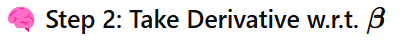 🧠 Step 2: Take Derivative w.r.t. β